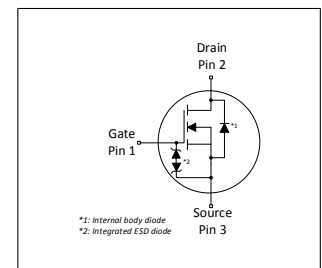 Drain
Pin 2
*1
Gate
Pin 1
*2
Source
Pin 3
*1: Internal body diode
*2: Integrated ESD diode